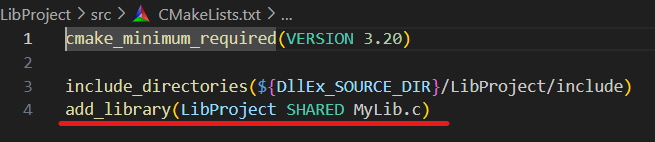 LibProject > src > CMakeLists.txt > ...
1 cmake_minimum_required(VERSION 3.20)
2
3 include_directories(${DllEx_SOURCE_DIR}/LibProject/include)
4 add_library(LibProject SHARED MyLib.c)